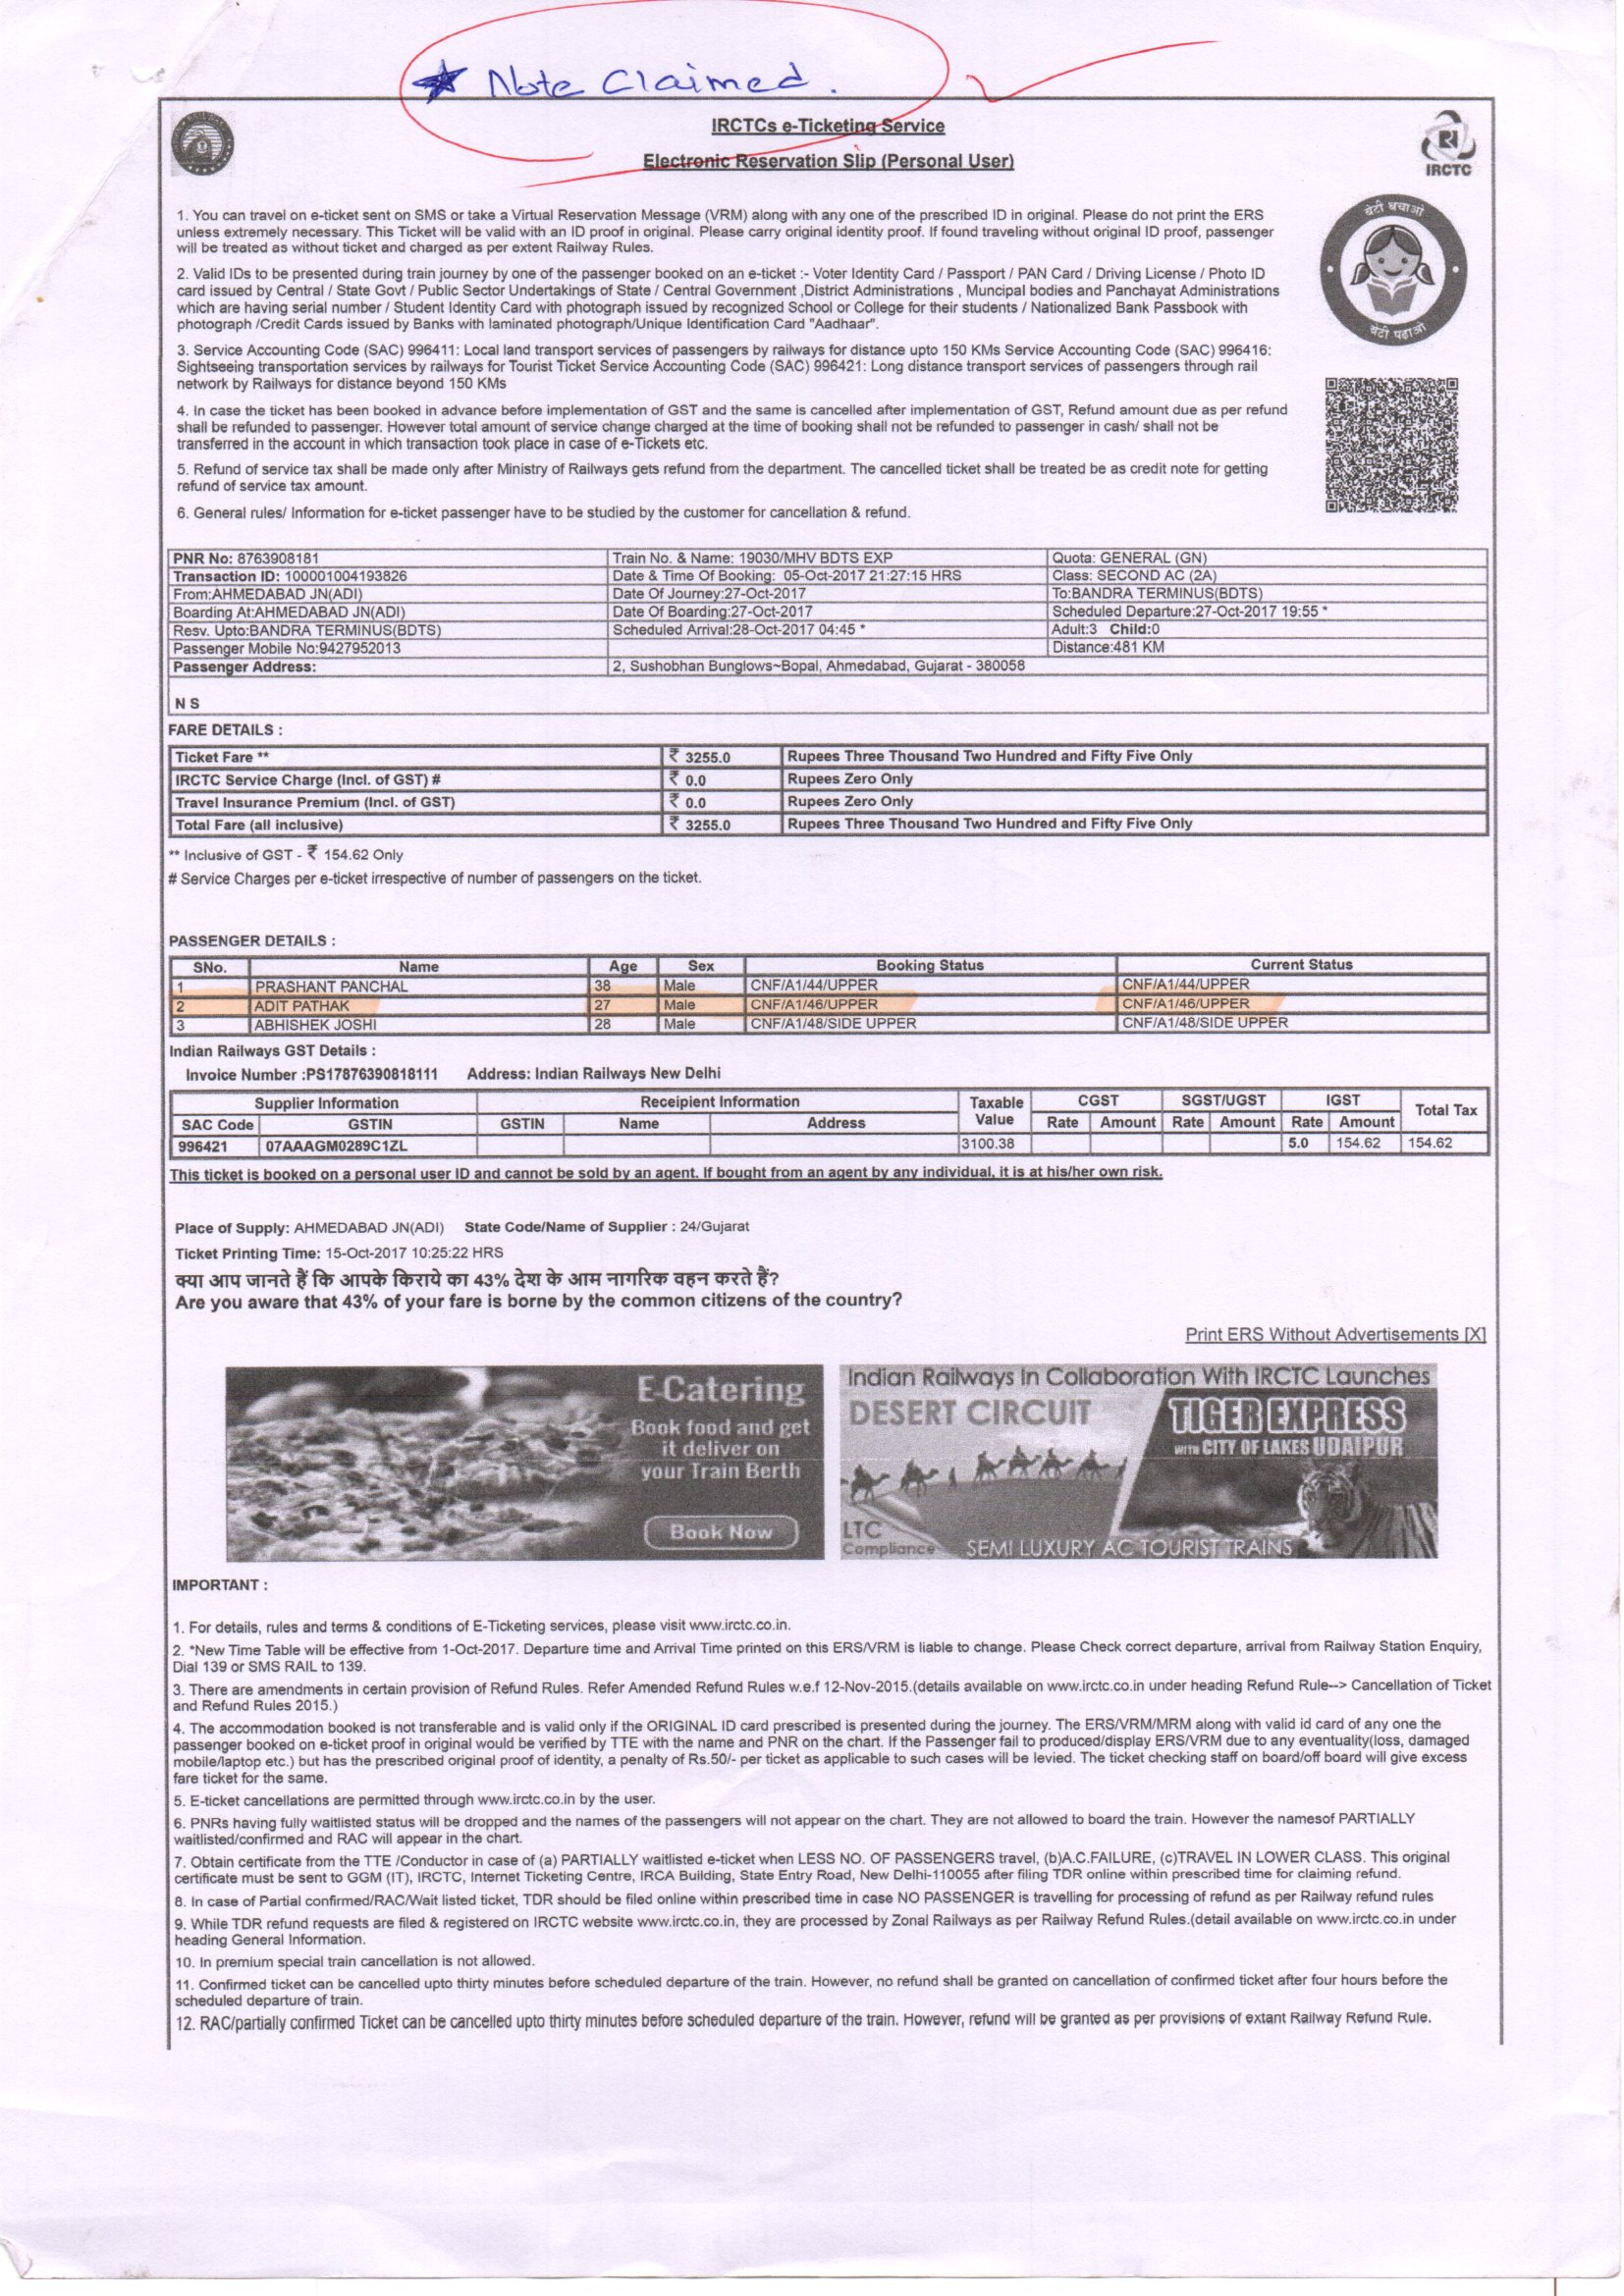 ★ Note Claimed.
IRCTCs e-Ticketing Service
Electronic Reservation Slip (Personal User)
IRCTC
1. You can travel on e-ticket sent on SMS or take a Virtual Reservation Message (VRM) along with any one of the prescribed ID in original. Please do not print the ERS
unless extremely necessary. This Ticket will be valid with an ID proof in original. Please carry original identity proof. If found traveling without original ID proof, passenger
will be treated as without ticket and charged as per extent Railway Rules.
बेटी बचाओ
बेटी पढ़ाओ
2. Valid IDs to be presented during train journey by one of the passenger booked on an e-ticket :- Voter Identity Card / Passport / PAN Card / Driving License / Photo ID
card issued by Central / State Govt / Public Sector Undertakings of State / Central Government ,District Administrations , Muncipal bodies and Panchayat Administrations
which are having serial number / Student Identity Card with photograph issued by recognized School or College for their students / Nationalized Bank Passbook with
photograph /Credit Cards issued by Banks with laminated photograph/Unique Identification Card "Aadhaar".
3. Service Accounting Code (SAC) 996411: Local land transport services of passengers by railways for distance upto 150 KMs Service Accounting Code (SAC) 996416:
Sightseeing transportation services by railways for Tourist Ticket Service Accounting Code (SAC) 996421: Long distance transport services of passengers through rail
network by Railways for distance beyond 150 KMs
4. In case the ticket has been booked in advance before implementation of GST and the same is cancelled after implementation of GST, Refund amount due as per refund
shall be refunded to passenger. However total amount of service change charged at the time of booking shall not be refunded to passenger in cash/ shall not be
transferred in the account in which transaction took place in case of e-Tickets etc.
5. Refund of service tax shall be made only after Ministry of Railways gets refund from the department. The cancelled ticket shall be treated be as credit note for getting
refund of service tax amount.
6. General rules/ Information for e-ticket passenger have to be studied by the customer for cancellation & refund.
PNR No: 8763908181 Train No. & Name: 19030/MHV BDTS EXP Quota: GENERAL (GN)
Transaction ID: 100001004193826 Date & Time Of Booking: 05-Oct-2017 21:27:15 HRS Class: SECOND AC (2A)
From:AHMEDABAD JN(ADI) Date Of Journey:27-Oct-2017 To:BANDRA TERMINUS(BDTS)
Boarding At:AHMEDABAD JN(ADI) Date Of Boarding:27-Oct-2017 Scheduled Departure:27-Oct-2017 19:55 *
Resv. Upto:BANDRA TERMINUS(BDTS) Scheduled Arrival:28-Oct-2017 04:45 * Adult:3 Child:0
Passenger Mobile No:9427952013 Distance:481 KM
Passenger Address: 2, Sushobhan Bunglows~Bopal, Ahmedabad, Gujarat - 380058
N S
FARE DETAILS :
Ticket Fare ** ₹ 3255.0 Rupees Three Thousand Two Hundred and Fifty Five Only
IRCTC Service Charge (Incl. of GST) # ₹ 0.0 Rupees Zero Only
Travel Insurance Premium (Incl. of GST) ₹ 0.0 Rupees Zero Only
Total Fare (all inclusive) ₹ 3255.0 Rupees Three Thousand Two Hundred and Fifty Five Only
** Inclusive of GST - ₹ 154.62 Only
# Service Charges per e-ticket irrespective of number of passengers on the ticket.
PASSENGER DETAILS :
SNo. Name Age Sex Booking Status Current Status
1 PRASHANT PANCHAL 38 Male CNF/A1/44/UPPER CNF/A1/44/UPPER
2 ADIT PATHAK 27 Male CNF/A1/46/UPPER CNF/A1/46/UPPER
3 ABHISHEK JOSHI 28 Male CNF/A1/48/SIDE UPPER CNF/A1/48/SIDE UPPER
Indian Railways GST Details :
Invoice Number :PS17876390818111 Address: Indian Railways New Delhi
Supplier Information Receipient Information Taxable Value CGST SGST/UGST IGST Total Tax
SAC Code GSTIN GSTIN Name Address Rate Amount Rate Amount Rate Amount
996421 07AAAGM0289C1ZL 3100.38 5.0 154.62 154.62
This ticket is booked on a personal user ID and cannot be sold by an agent. If bought from an agent by any individual, it is at his/her own risk.
Place of Supply: AHMEDABAD JN(ADI) State Code/Name of Supplier : 24/Gujarat
Ticket Printing Time: 15-Oct-2017 10:25:22 HRS
क्या आप जानते हैं कि आपके किराये का 43% देश के आम नागरिक वहन करते हैं?
Are you aware that 43% of your fare is borne by the common citizens of the country?
Print ERS Without Advertisements [X]
E-Catering
Book food and get
it deliver on
your Train Berth
Book Now
Indian Railways In Collaboration With IRCTC Launches
DESERT CIRCUIT
TIGER EXPRESS
WITH CITY OF LAKES UDAIPUR
LTC
Compliance
SEMI LUXURY AC TOURIST TRAINS
IMPORTANT :
1. For details, rules and terms & conditions of E-Ticketing services, please visit www.irctc.co.in.
2. *New Time Table will be effective from 1-Oct-2017. Departure time and Arrival Time printed on this ERS/VRM is liable to change. Please Check correct departure, arrival from Railway Station Enquiry,
Dial 139 or SMS RAIL to 139.
3. There are amendments in certain provision of Refund Rules. Refer Amended Refund Rules w.e.f 12-Nov-2015.(details available on www.irctc.co.in under heading Refund Rule--> Cancellation of Ticket
and Refund Rules 2015.)
4. The accommodation booked is not transferable and is valid only if the ORIGINAL ID card prescribed is presented during the journey. The ERS/VRM/MRM along with valid id card of any one the
passenger booked on e-ticket proof in original would be verified by TTE with the name and PNR on the chart. If the Passenger fail to produced/display ERS/VRM due to any eventuality(loss, damaged
mobile/laptop etc.) but has the prescribed original proof of identity, a penalty of Rs.50/- per ticket as applicable to such cases will be levied. The ticket checking staff on board/off board will give excess
fare ticket for the same.
5. E-ticket cancellations are permitted through www.irctc.co.in by the user.
6. PNRs having fully waitlisted status will be dropped and the names of the passengers will not appear on the chart. They are not allowed to board the train. However the namesof PARTIALLY
waitlisted/confirmed and RAC will appear in the chart.
7. Obtain certificate from the TTE /Conductor in case of (a) PARTIALLY waitlisted e-ticket when LESS NO. OF PASSENGERS travel, (b)A.C.FAILURE, (c)TRAVEL IN LOWER CLASS. This original
certificate must be sent to GGM (IT), IRCTC, Internet Ticketing Centre, IRCA Building, State Entry Road, New Delhi-110055 after filing TDR online within prescribed time for claiming refund.
8. In case of Partial confirmed/RAC/Wait listed ticket, TDR should be filed online within prescribed time in case NO PASSENGER is travelling for processing of refund as per Railway refund rules
9. While TDR refund requests are filed & registered on IRCTC website www.irctc.co.in, they are processed by Zonal Railways as per Railway Refund Rules.(detail available on www.irctc.co.in under
heading General Information.
10. In premium special train cancellation is not allowed.
11. Confirmed ticket can be cancelled upto thirty minutes before scheduled departure of the train. However, no refund shall be granted on cancellation of confirmed ticket after four hours before the
scheduled departure of train.
12. RAC/partially confirmed Ticket can be cancelled upto thirty minutes before scheduled departure of the train. However, refund will be granted as per provisions of extant Railway Refund Rule.